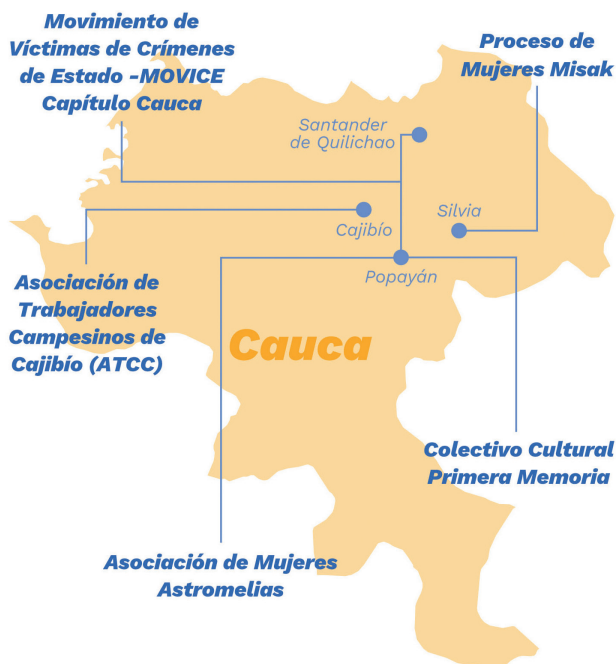 Movimiento de
Víctimas de Crímenes
de Estado -MOVICE
Capítulo Cauca
Proceso de
Mujeres Misak
Santander
de Quilichao
Cajibío
Silvia
Popayán
Asociación de
Trabajadores
Campesinos de
Cajibío (ATCC)
Cauca
Colectivo Cultural
Primera Memoria
Asociación de Mujeres
Astromelias